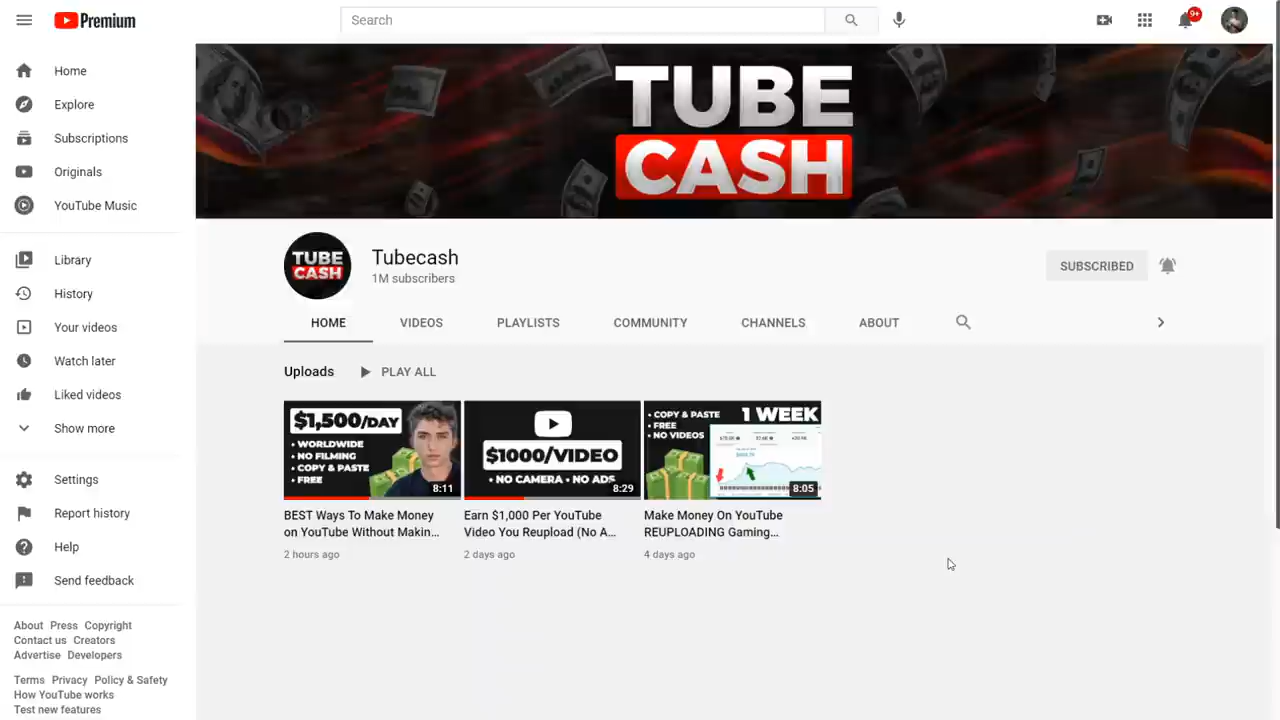 Premium
Search
9+
Home
Explore
Subscriptions
Originals
YouTube Music
Library
History
Your videos
Watch later
Liked videos
Show more
Settings
Report history
Help
Send feedback
About Press Copyright
Contact us Creators
Advertise Developers
Terms Privacy Policy & Safety
How YouTube works
Test new features
TUBE
CASH
TUBE
CASH
Tubecash
1M subscribers
SUBSCRIBED
HOME VIDEOS PLAYLISTS COMMUNITY CHANNELS ABOUT
Uploads PLAY ALL
$1,500/DAY
• WORLDWIDE
• NO FILMING
• COPY & PASTE
• FREE
8:11
BEST Ways To Make Money
on YouTube Without Makin...
2 hours ago
$1000/VIDEO
• NO CAMERA • NO ADS
8:29
Earn $1,000 Per YouTube
Video You Reupload (No A...
2 days ago
• COPY & PASTE
• FREE
• NO VIDEOS
1 WEEK
8:05
Make Money On YouTube
REUPLOADING Gaming...
4 days ago